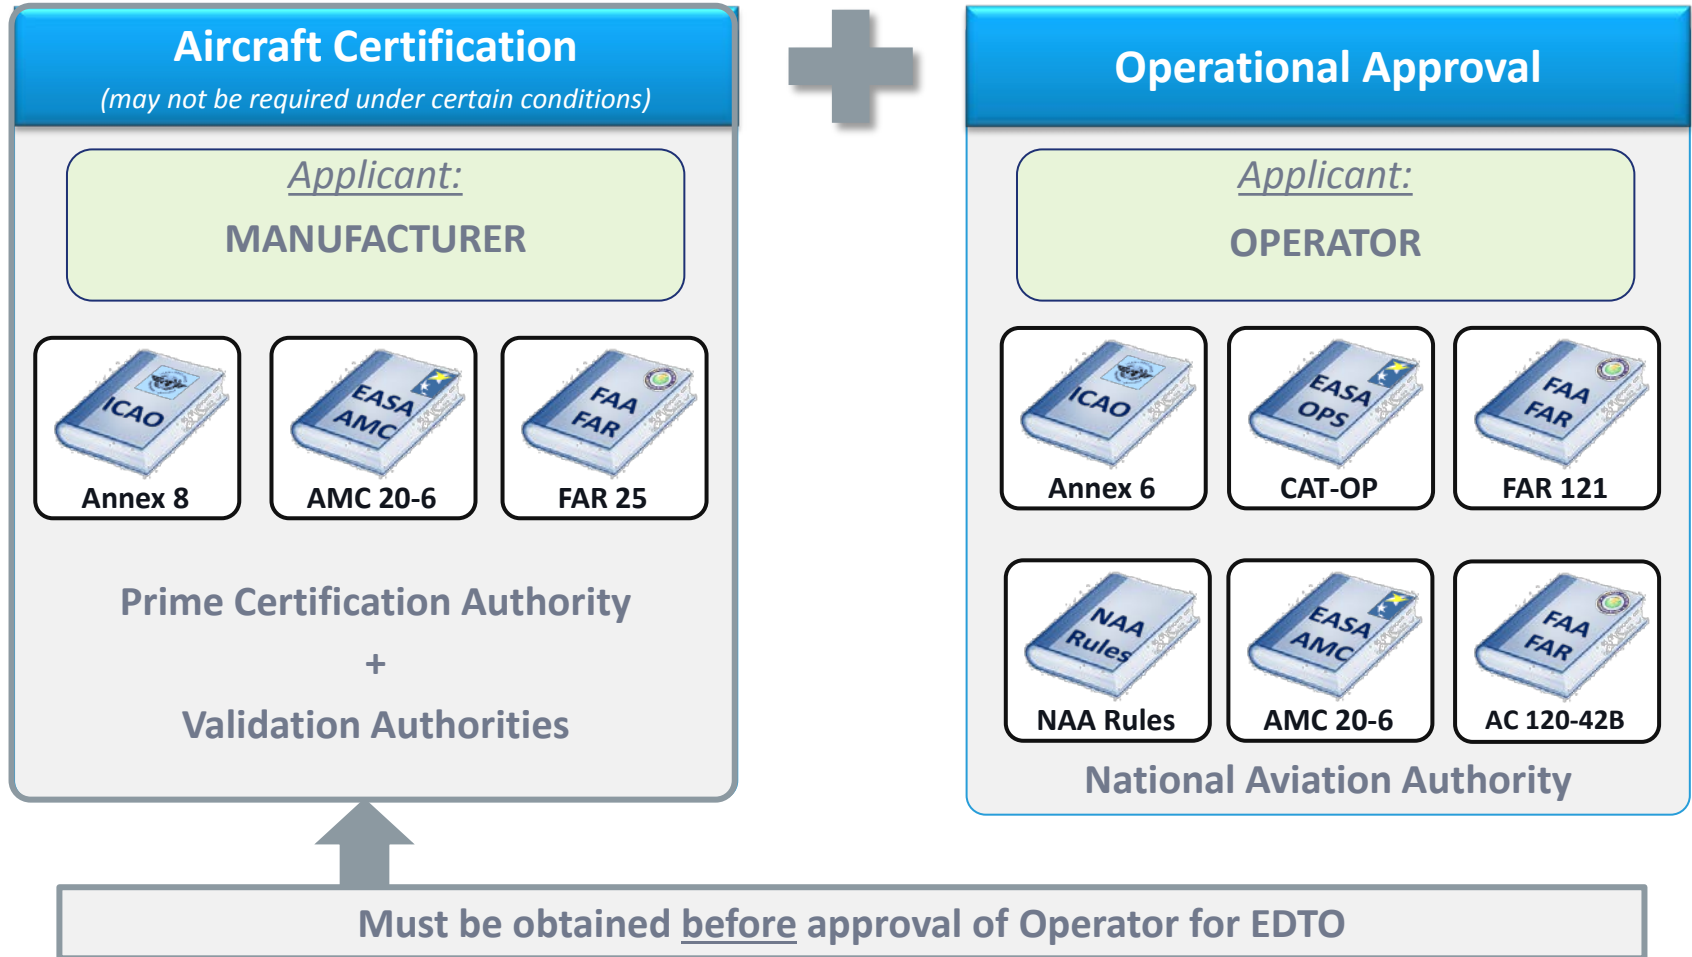 Aircraft Certification
(may not be required under certain conditions)
Applicant:
MANUFACTURER
ICAO
Annex 8
EASA
AMC
AMC 20-6
FAA
FAR
FAR 25
Prime Certification Authority
+
Validation Authorities
Operational Approval
Applicant:
OPERATOR
ICAO
Annex 6
EASA
OPS
CAT-OP
FAA
FAR
FAR 121
NAA
Rules
NAA Rules
EASA
AMC
AMC 20-6
FAA
FAR
AC 120-42B
National Aviation Authority
Must be obtained before approval of Operator for EDTO